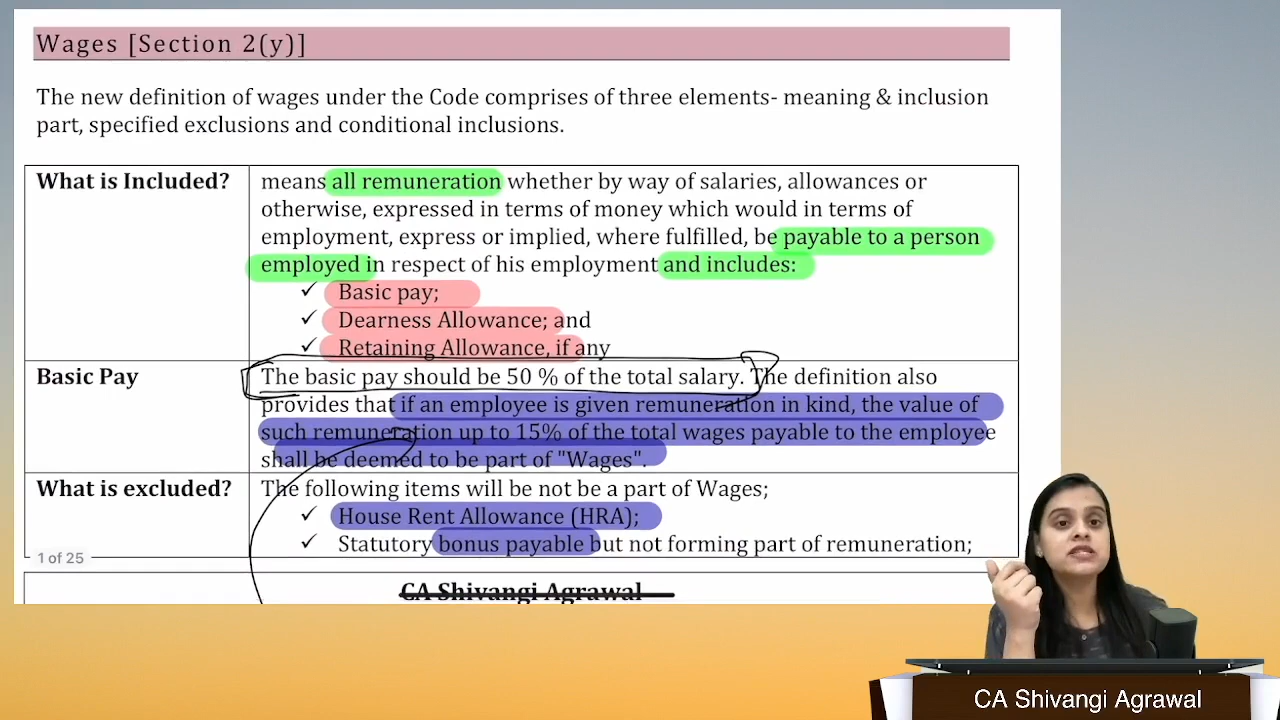 Wages [Section 2(y)]
The new definition of wages under the Code comprises of three elements- meaning & inclusion
part, specified exclusions and conditional inclusions.
What is Included?
means all remuneration whether by way of salaries, allowances or
otherwise, expressed in terms of money which would in terms of
employment, express or implied, where fulfilled, be payable to a person
employed in respect of his employment and includes:
✓ Basic pay;
✓ Dearness Allowance; and
✓ Retaining Allowance, if any
Basic Pay
The basic pay should be 50 % of the total salary. The definition also
provides that if an employee is given remuneration in kind, the value of
such remuneration up to 15% of the total wages payable to the employee
shall be deemed to be part of "Wages".
What is excluded?
The following items will be not be a part of Wages;
✓ House Rent Allowance (HRA);
✓ Statutory bonus payable but not forming part of remuneration;
1 of 25
CA Shivangi Agrawal
CA Shivangi Agrawal